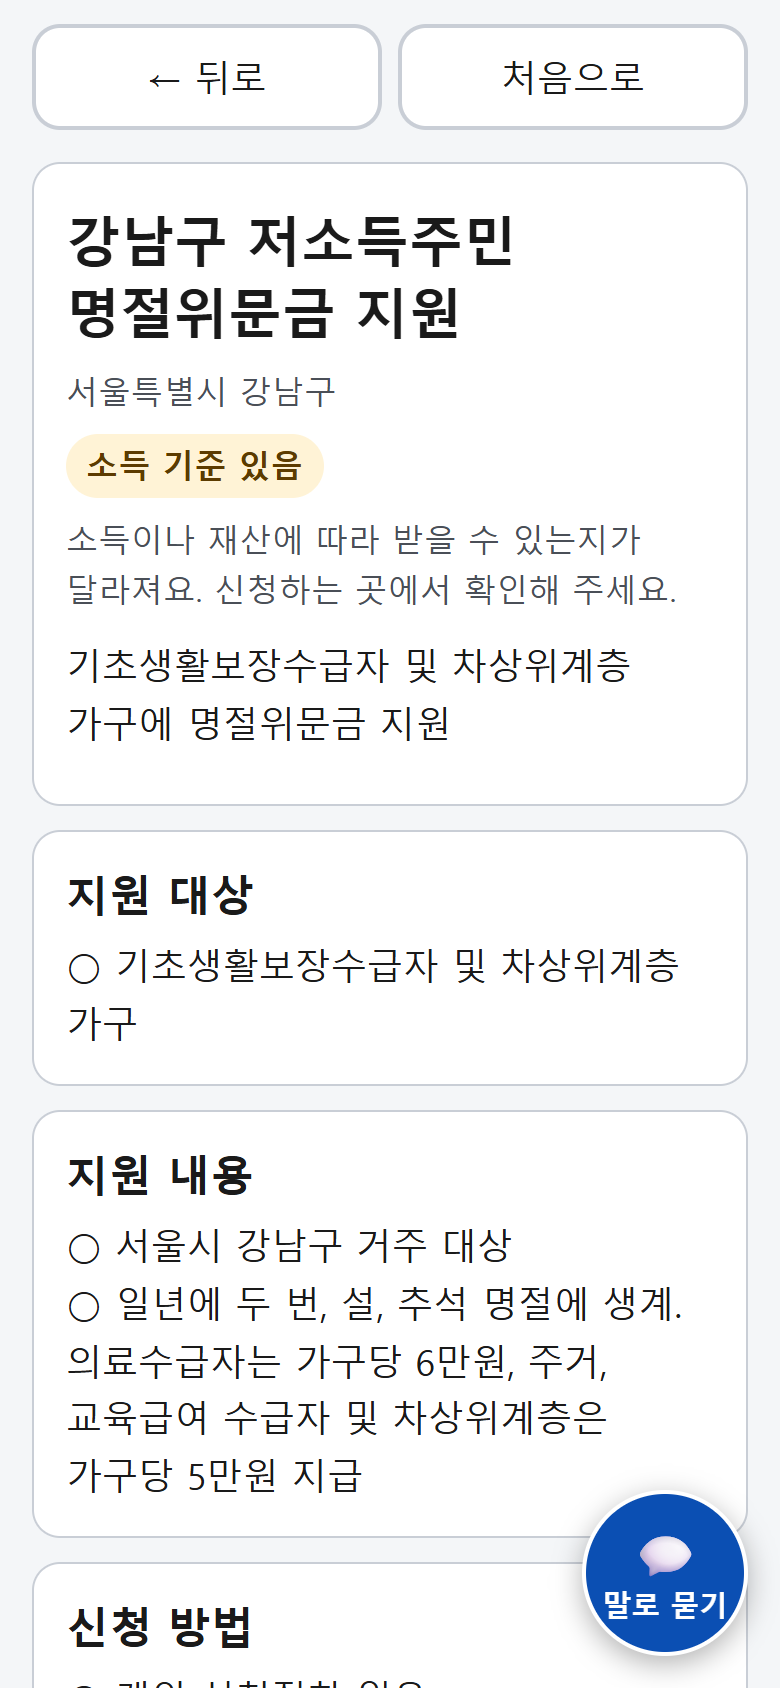 ← 뒤로
처음으로
강남구 저소득주민
명절위문금 지원
서울특별시 강남구
소득 기준 있음
소득이나 재산에 따라 받을 수 있는지가
달라져요. 신청하는 곳에서 확인해 주세요.
기초생활보장수급자 및 차상위계층
가구에 명절위문금 지원
지원 대상
○ 기초생활보장수급자 및 차상위계층
가구
지원 내용
○ 서울시 강남구 거주 대상
○ 일년에 두 번, 설, 추석 명절에 생계.
의료수급자는 가구당 6만원, 주거,
교육급여 수급자 및 차상위계층은
가구당 5만원 지급
말로 묻기
신청 방법